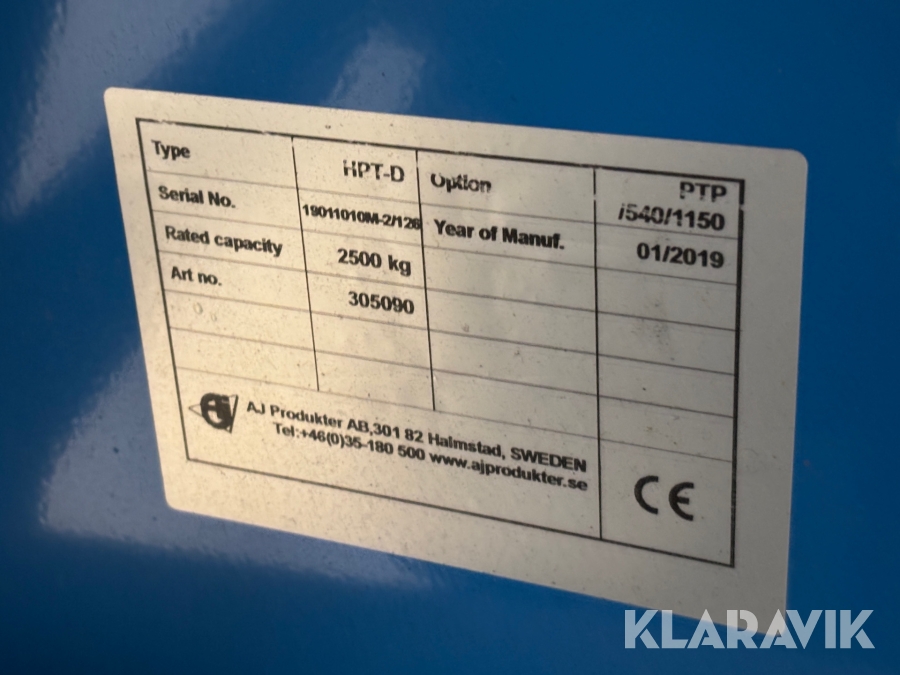 Type HPT-D Option PTP /540/1150
Serial No. 19011010M-2/126 Year of Manuf. 01/2019
Rated capacity 2500 kg
Art no. 305090
AJ AJ Produkter AB,301 82 Halmstad, SWEDEN
Tel:+46(0)35-180 500 www.ajprodukter.se
CE
KLARAVIK